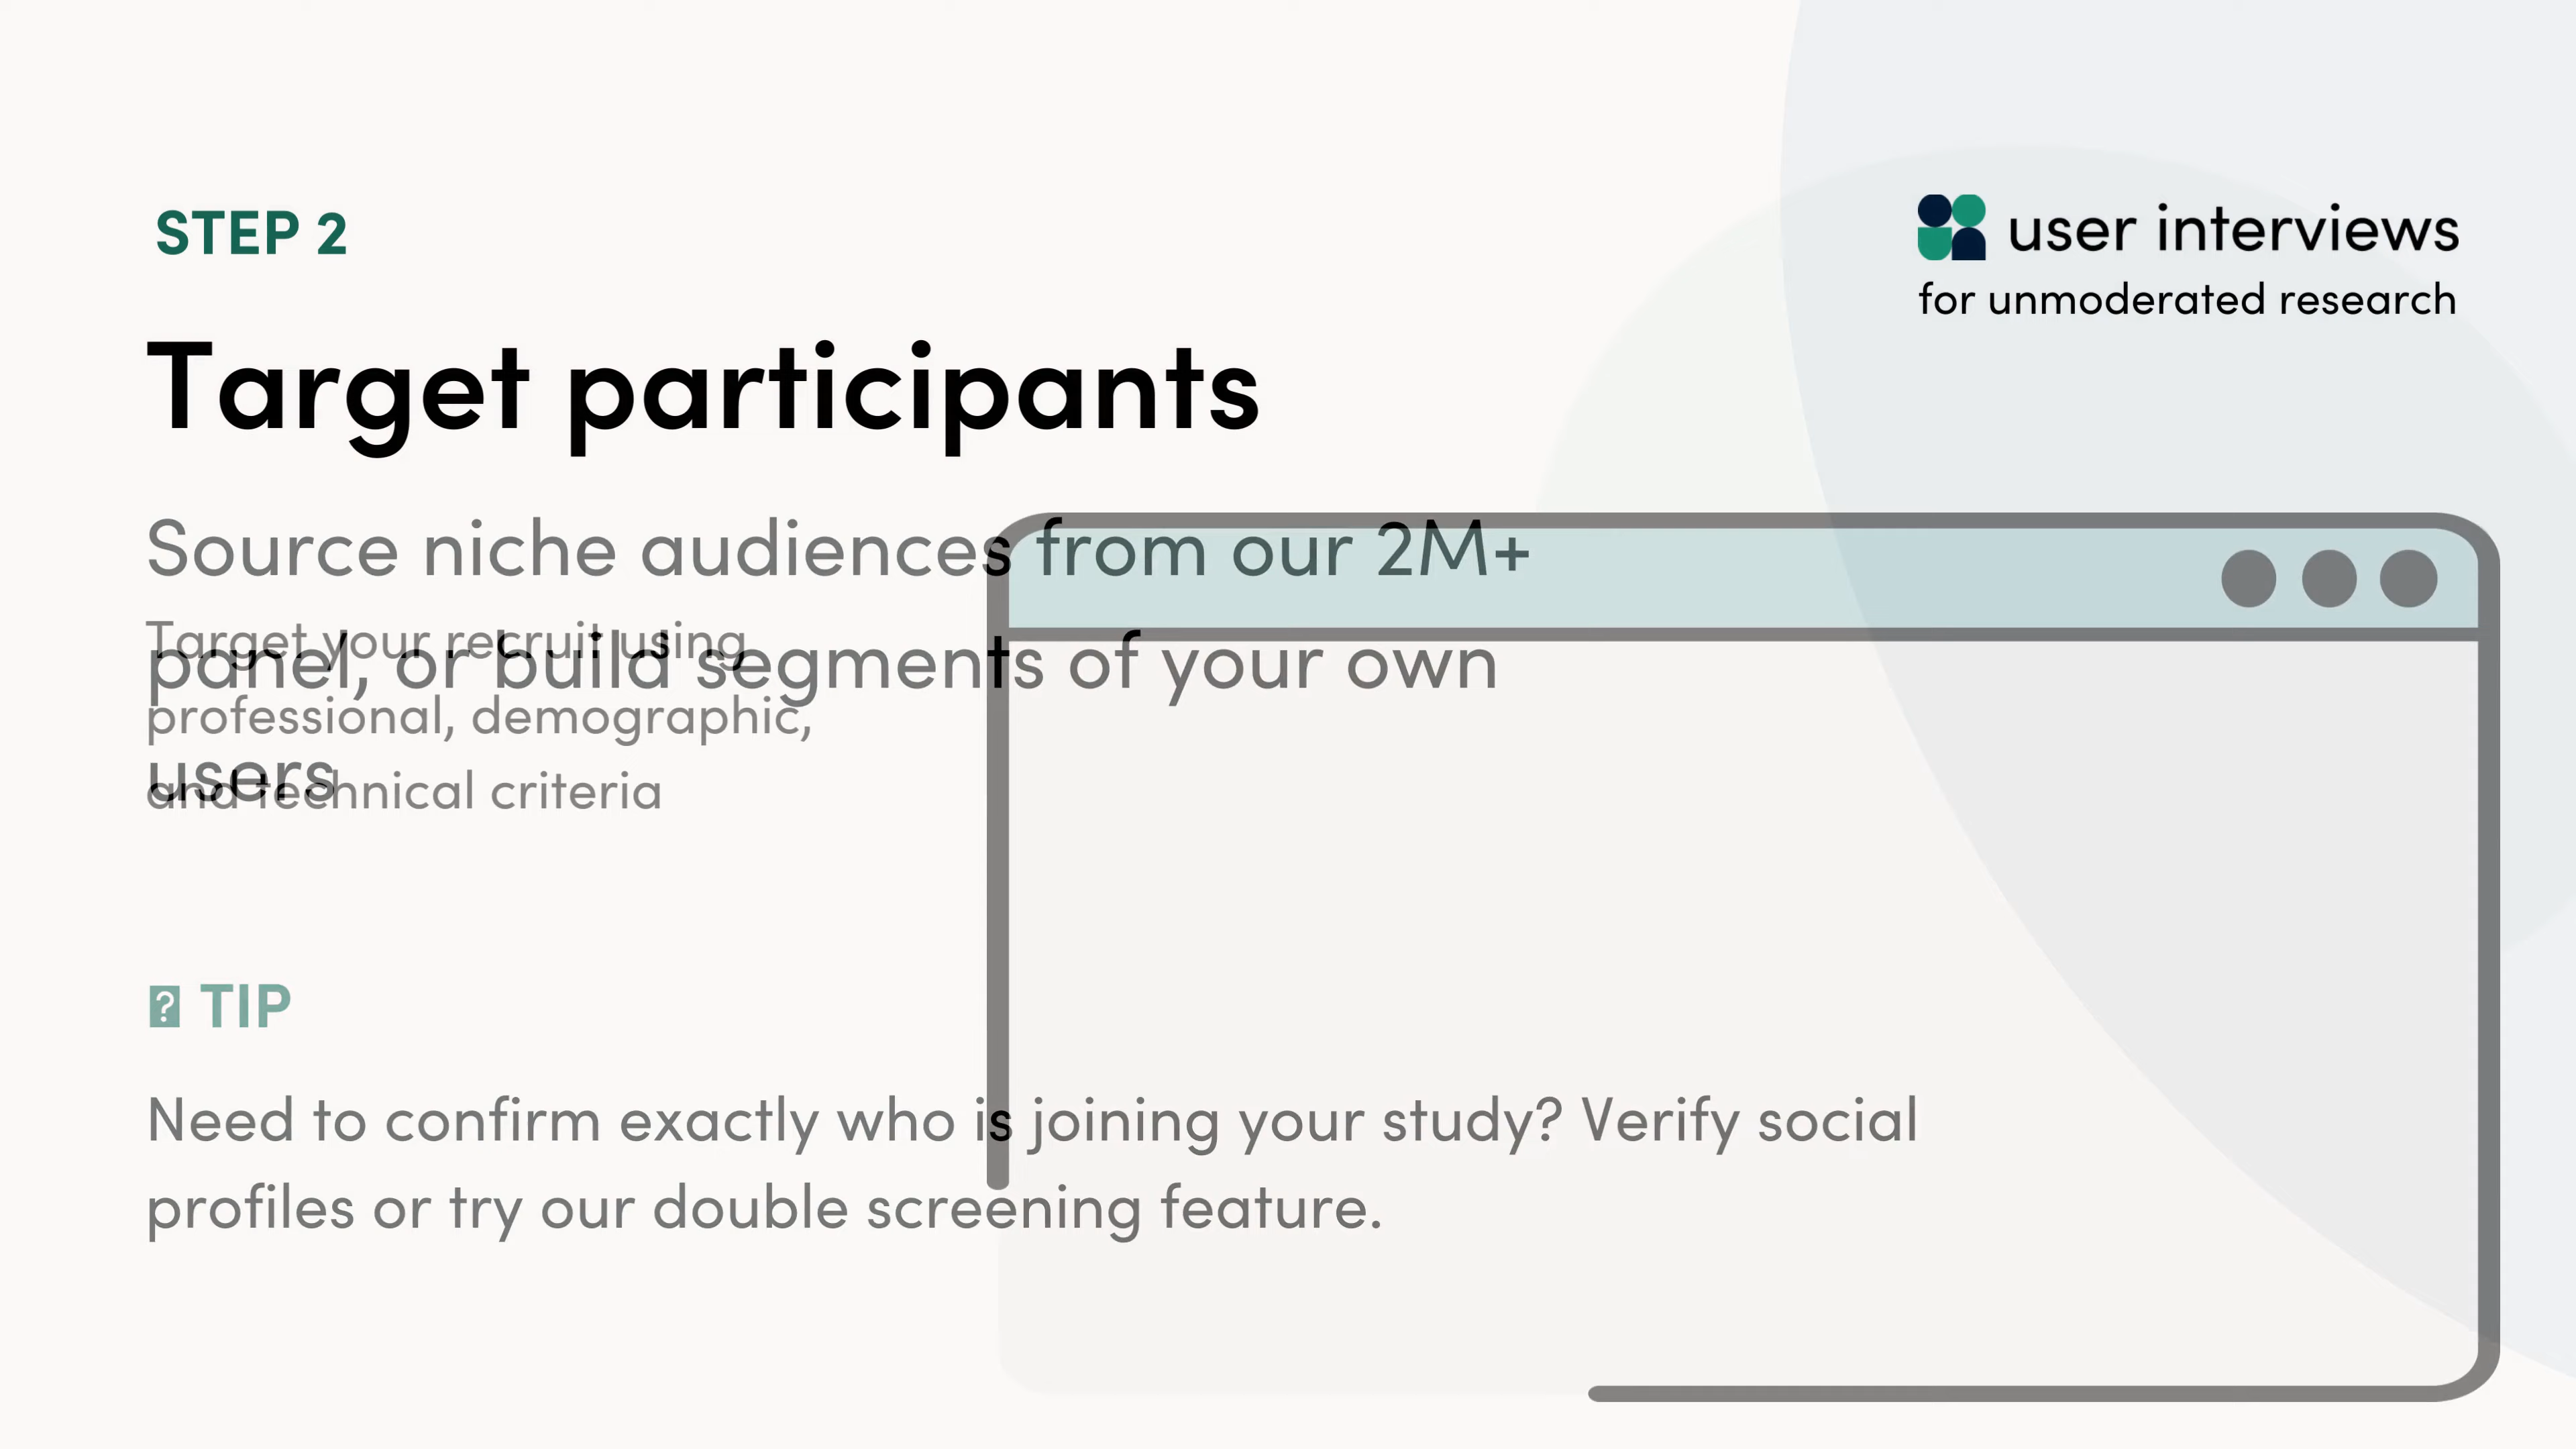 STEP 2
user interviews
for unmoderated research
Target participants
Source niche audiences from our 2M+
panel, or build segments of your own
users
Target your recruit using
professional, demographic,
and technical criteria
TIP
Need to confirm exactly who is joining your study? Verify social
profiles or try our double screening feature.